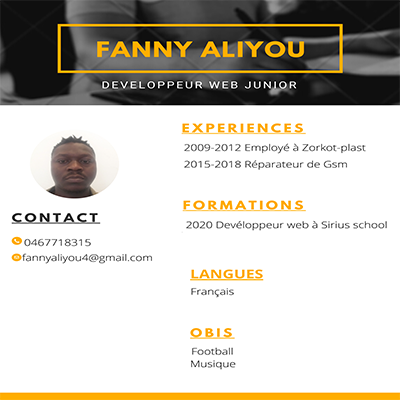 FANNY ALIYOU
DEVELOPPEUR WEB JUNIOR
EXPERIENCES
2009-2012 Employé à Zorkot-plast
2015-2018 Réparateur de Gsm
FORMATIONS
2020 Devéloppeur web à Sirius school
LANGUES
Français
OBIS
Football
Musique
CONTACT
0467718315
fannyaliyou4@gmail.com